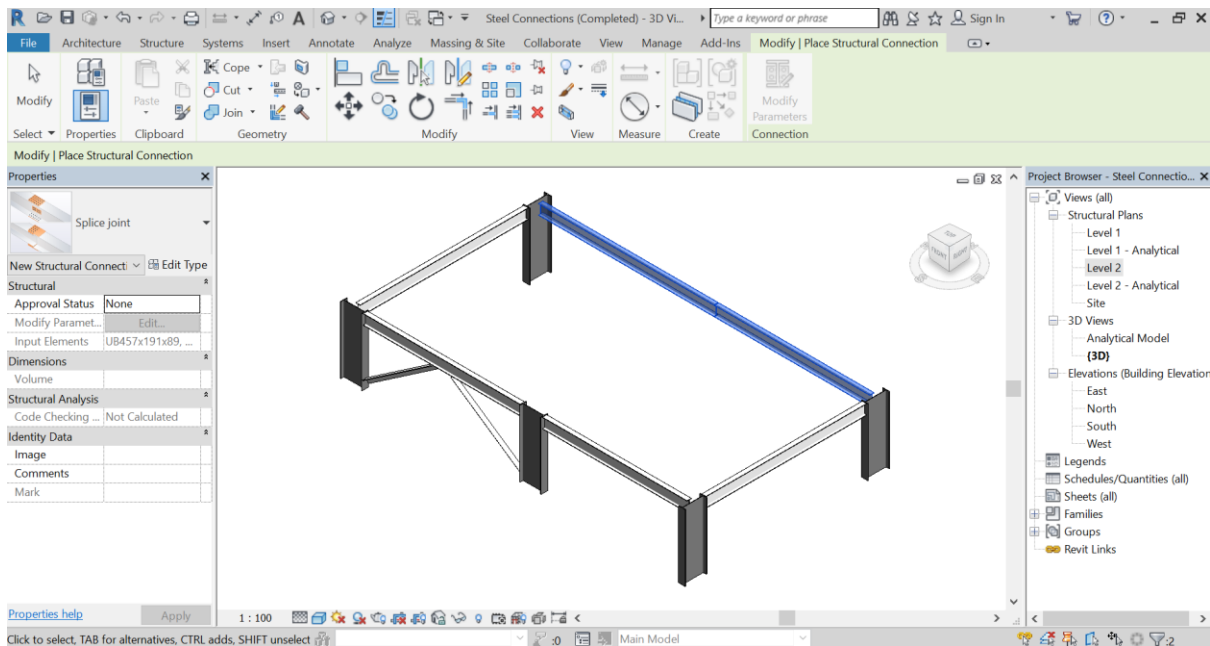 R A Steel Connections (Completed) - 3D Vi... Type a keyword or phrase Sign In
File Architecture Structure Systems Insert Annotate Analyze Massing & Site Collaborate View Manage Add-Ins Modify | Place Structural Connection
Cope
Cut
Join
Modify Paste Modify
Parameters
Select Properties Clipboard Geometry Modify View Measure Create Connection
Modify | Place Structural Connection
Properties
Splice joint
New Structural Connecti Edit Type
Structural
Approval Status None
Modify Paramet... Edit...
Input Elements UB457x191x89, ...
Dimensions
Volume
Structural Analysis
Code Checking ... Not Calculated
Identity Data
Image
Comments
Mark
Properties help Apply
TOP
FRONT RIGHT
1 : 100
Project Browser - Steel Connectio...
Views (all)
Structural Plans
Level 1
Level 1 - Analytical
Level 2
Level 2 - Analytical
Site
3D Views
Analytical Model
{3D}
Elevations (Building Elevation
East
North
South
West
Legends
Schedules/Quantities (all)
Sheets (all)
Families
Groups
Revit Links
Click to select, TAB for alternatives, CTRL adds, SHIFT unselect :0 Main Model :2